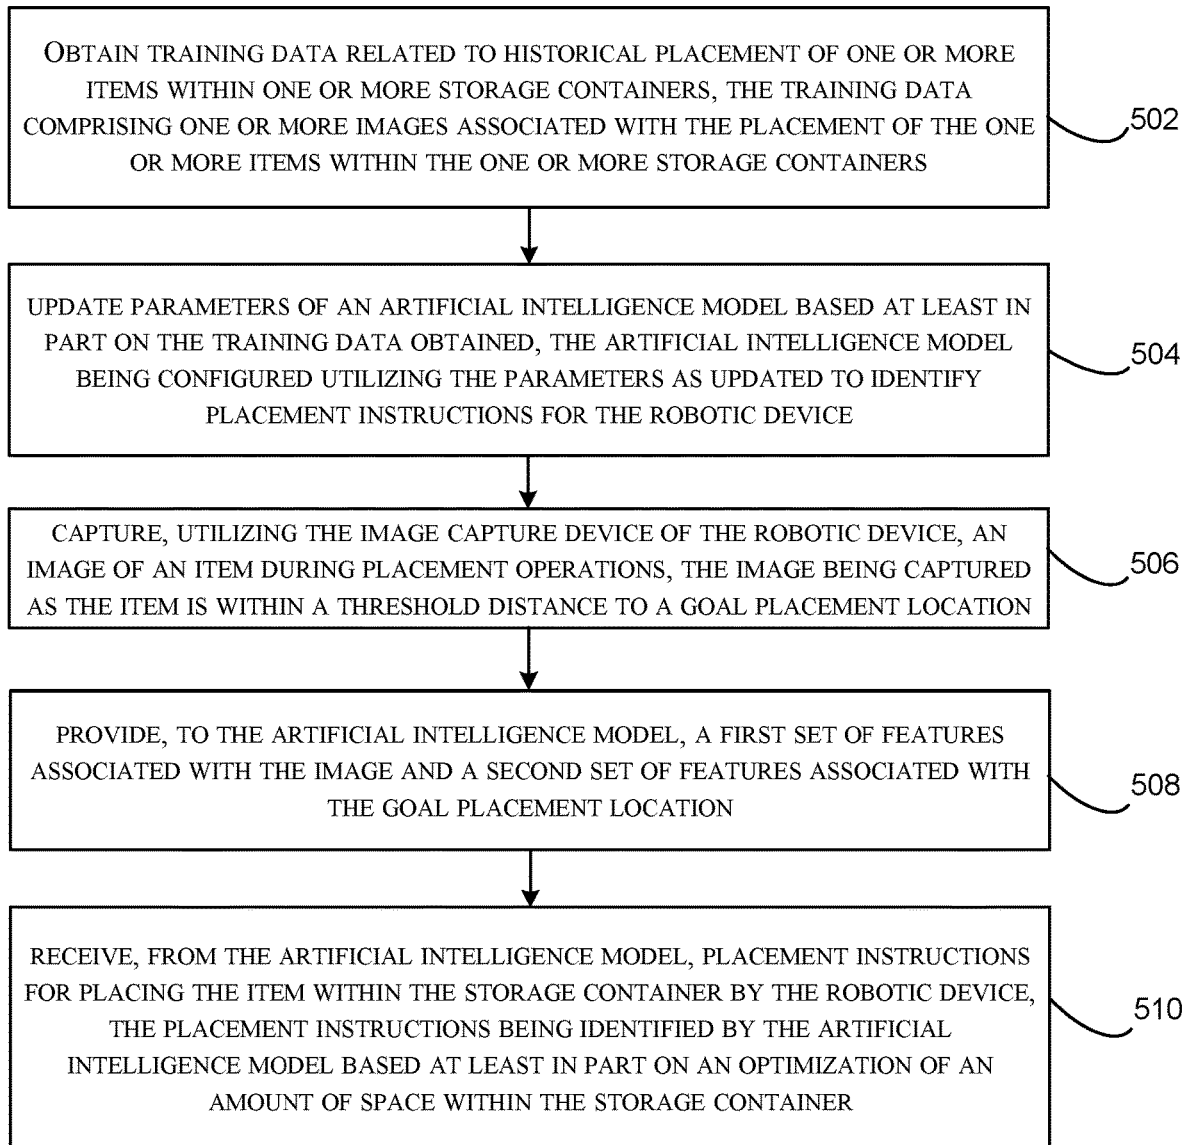 OBTAIN TRAINING DATA RELATED TO HISTORICAL PLACEMENT OF ONE OR MORE
ITEMS WITHIN ONE OR MORE STORAGE CONTAINERS, THE TRAINING DATA
COMPRISING ONE OR MORE IMAGES ASSOCIATED WITH THE PLACEMENT OF THE ONE
OR MORE ITEMS WITHIN THE ONE OR MORE STORAGE CONTAINERS
502
UPDATE PARAMETERS OF AN ARTIFICIAL INTELLIGENCE MODEL BASED AT LEAST IN
PART ON THE TRAINING DATA OBTAINED, THE ARTIFICIAL INTELLIGENCE MODEL
BEING CONFIGURED UTILIZING THE PARAMETERS AS UPDATED TO IDENTIFY
PLACEMENT INSTRUCTIONS FOR THE ROBOTIC DEVICE
504
CAPTURE, UTILIZING THE IMAGE CAPTURE DEVICE OF THE ROBOTIC DEVICE, AN
IMAGE OF AN ITEM DURING PLACEMENT OPERATIONS, THE IMAGE BEING CAPTURED
AS THE ITEM IS WITHIN A THRESHOLD DISTANCE TO A GOAL PLACEMENT LOCATION
506
PROVIDE, TO THE ARTIFICIAL INTELLIGENCE MODEL, A FIRST SET OF FEATURES
ASSOCIATED WITH THE IMAGE AND A SECOND SET OF FEATURES ASSOCIATED WITH
THE GOAL PLACEMENT LOCATION
508
RECEIVE, FROM THE ARTIFICIAL INTELLIGENCE MODEL, PLACEMENT INSTRUCTIONS
FOR PLACING THE ITEM WITHIN THE STORAGE CONTAINER BY THE ROBOTIC DEVICE,
THE PLACEMENT INSTRUCTIONS BEING IDENTIFIED BY THE ARTIFICIAL
INTELLIGENCE MODEL BASED AT LEAST IN PART ON AN OPTIMIZATION OF AN
AMOUNT OF SPACE WITHIN THE STORAGE CONTAINER
510